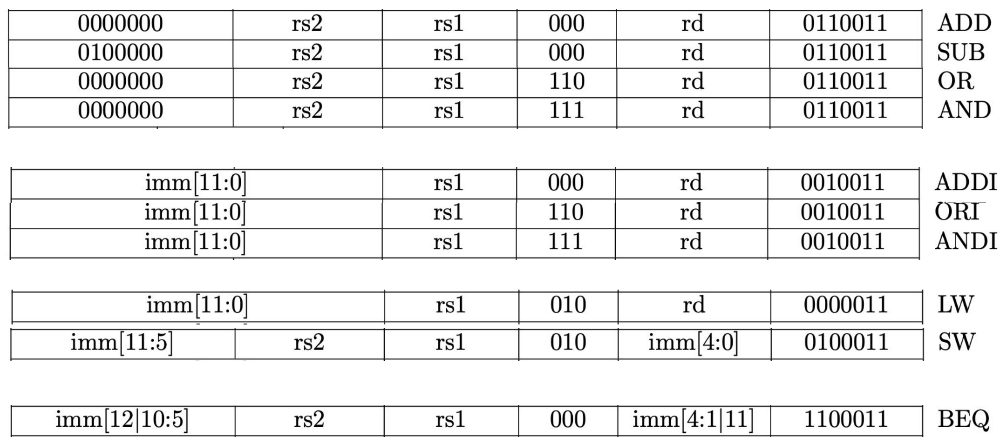 0000000 rs2 rs1 000 rd 0110011 ADD
0100000 rs2 rs1 000 rd 0110011 SUB
0000000 rs2 rs1 110 rd 0110011 OR
0000000 rs2 rs1 111 rd 0110011 AND
imm[11:0] rs1 000 rd 0010011 ADDI
imm[11:0] rs1 110 rd 0010011 ORI
imm[11:0] rs1 111 rd 0010011 ANDI
imm[11:0] rs1 010 rd 0000011 LW
imm[11:5] rs2 rs1 010 imm[4:0] 0100011 SW
imm[12|10:5] rs2 rs1 000 imm[4:1|11] 1100011 BEQ